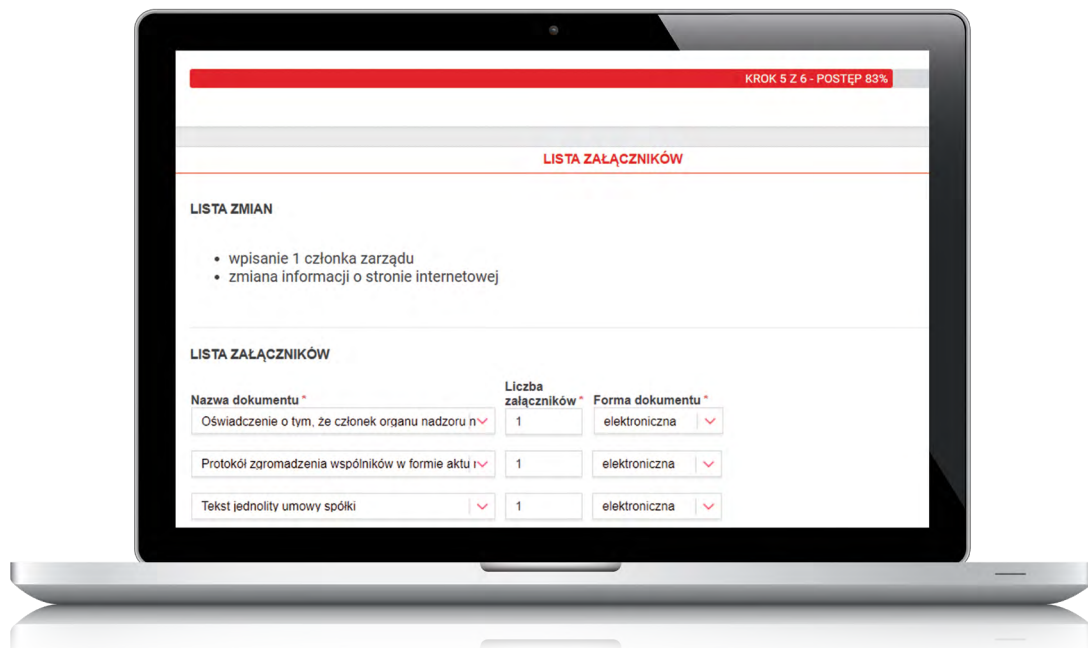 KROK 5 Z 6 - POSTĘP 83%
LISTA ZAŁĄCZNIKÓW
LISTA ZMIAN
• wpisanie 1 członka zarządu
• zmiana informacji o stronie internetowej
LISTA ZAŁĄCZNIKÓW
Nazwa dokumentu * Liczba załączników * Forma dokumentu *
Oświadczenie o tym, że członek organu nadzoru n 1 elektroniczna
Protokół zgromadzenia wspólników w formie aktu 1 elektroniczna
Tekst jednolity umowy spółki 1 elektroniczna